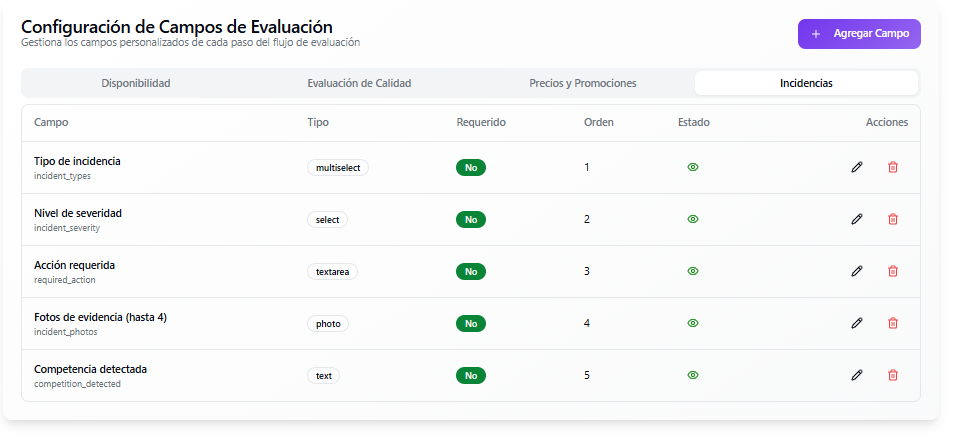 Configuración de Campos de Evaluación
Gestiona los campos personalizados de cada paso del flujo de evaluación
+ Agregar Campo
Disponibilidad Evaluación de Calidad Precios y Promociones Incidencias
Campo Tipo Requerido Orden Estado Acciones
Tipo de incidencia
incident_types
multiselect No 1
Nivel de severidad
incident_severity
select No 2
Acción requerida
required_action
textarea No 3
Fotos de evidencia (hasta 4)
incident_photos
photo No 4
Competencia detectada
competition_detected
text No 5